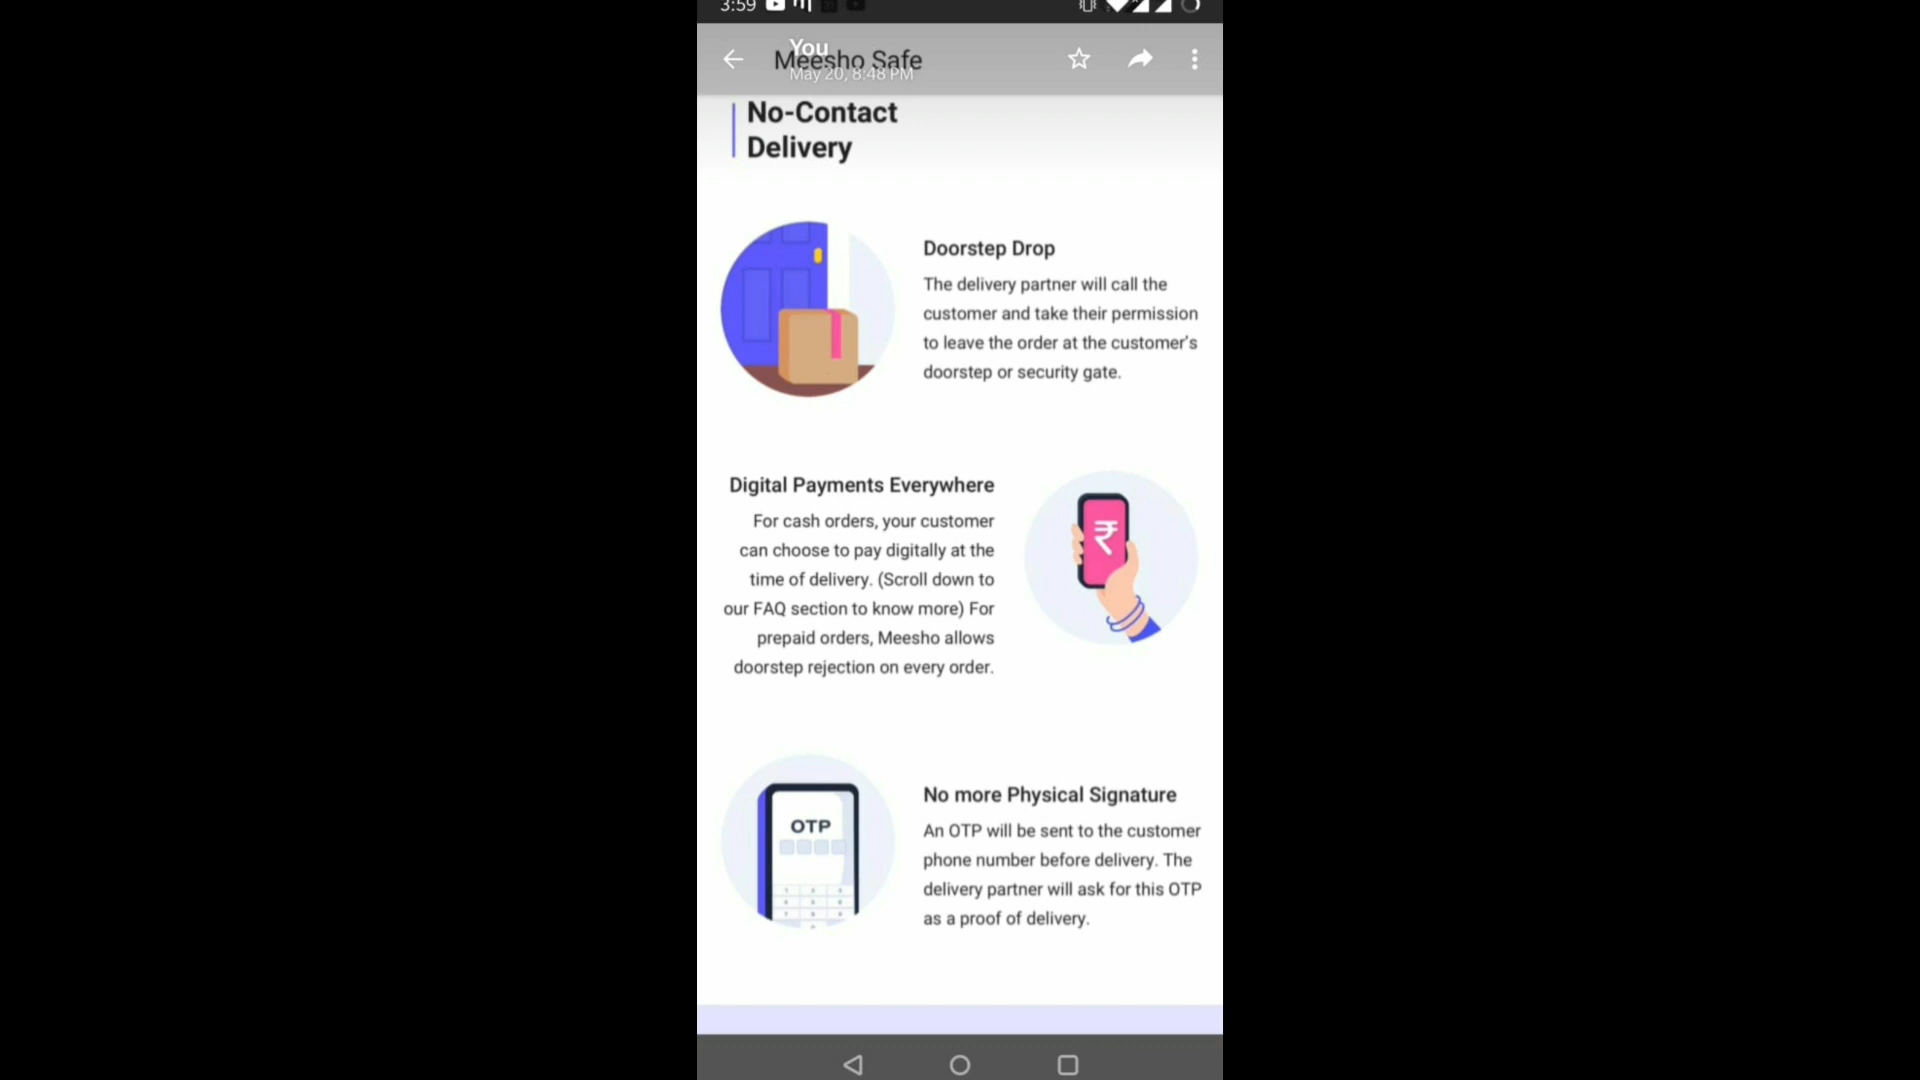 3:59
You
Meesho Safe
May 20, 8:48 PM
No-Contact
Delivery
Doorstep Drop
The delivery partner will call the
customer and take their permission
to leave the order at the customer's
doorstep or security gate.
Digital Payments Everywhere
For cash orders, your customer
can choose to pay digitally at the
time of delivery. (Scroll down to
our FAQ section to know more) For
prepaid orders, Meesho allows
doorstep rejection on every order.
₹
OTP
No more Physical Signature
An OTP will be sent to the customer
phone number before delivery. The
delivery partner will ask for this OTP
as a proof of delivery.